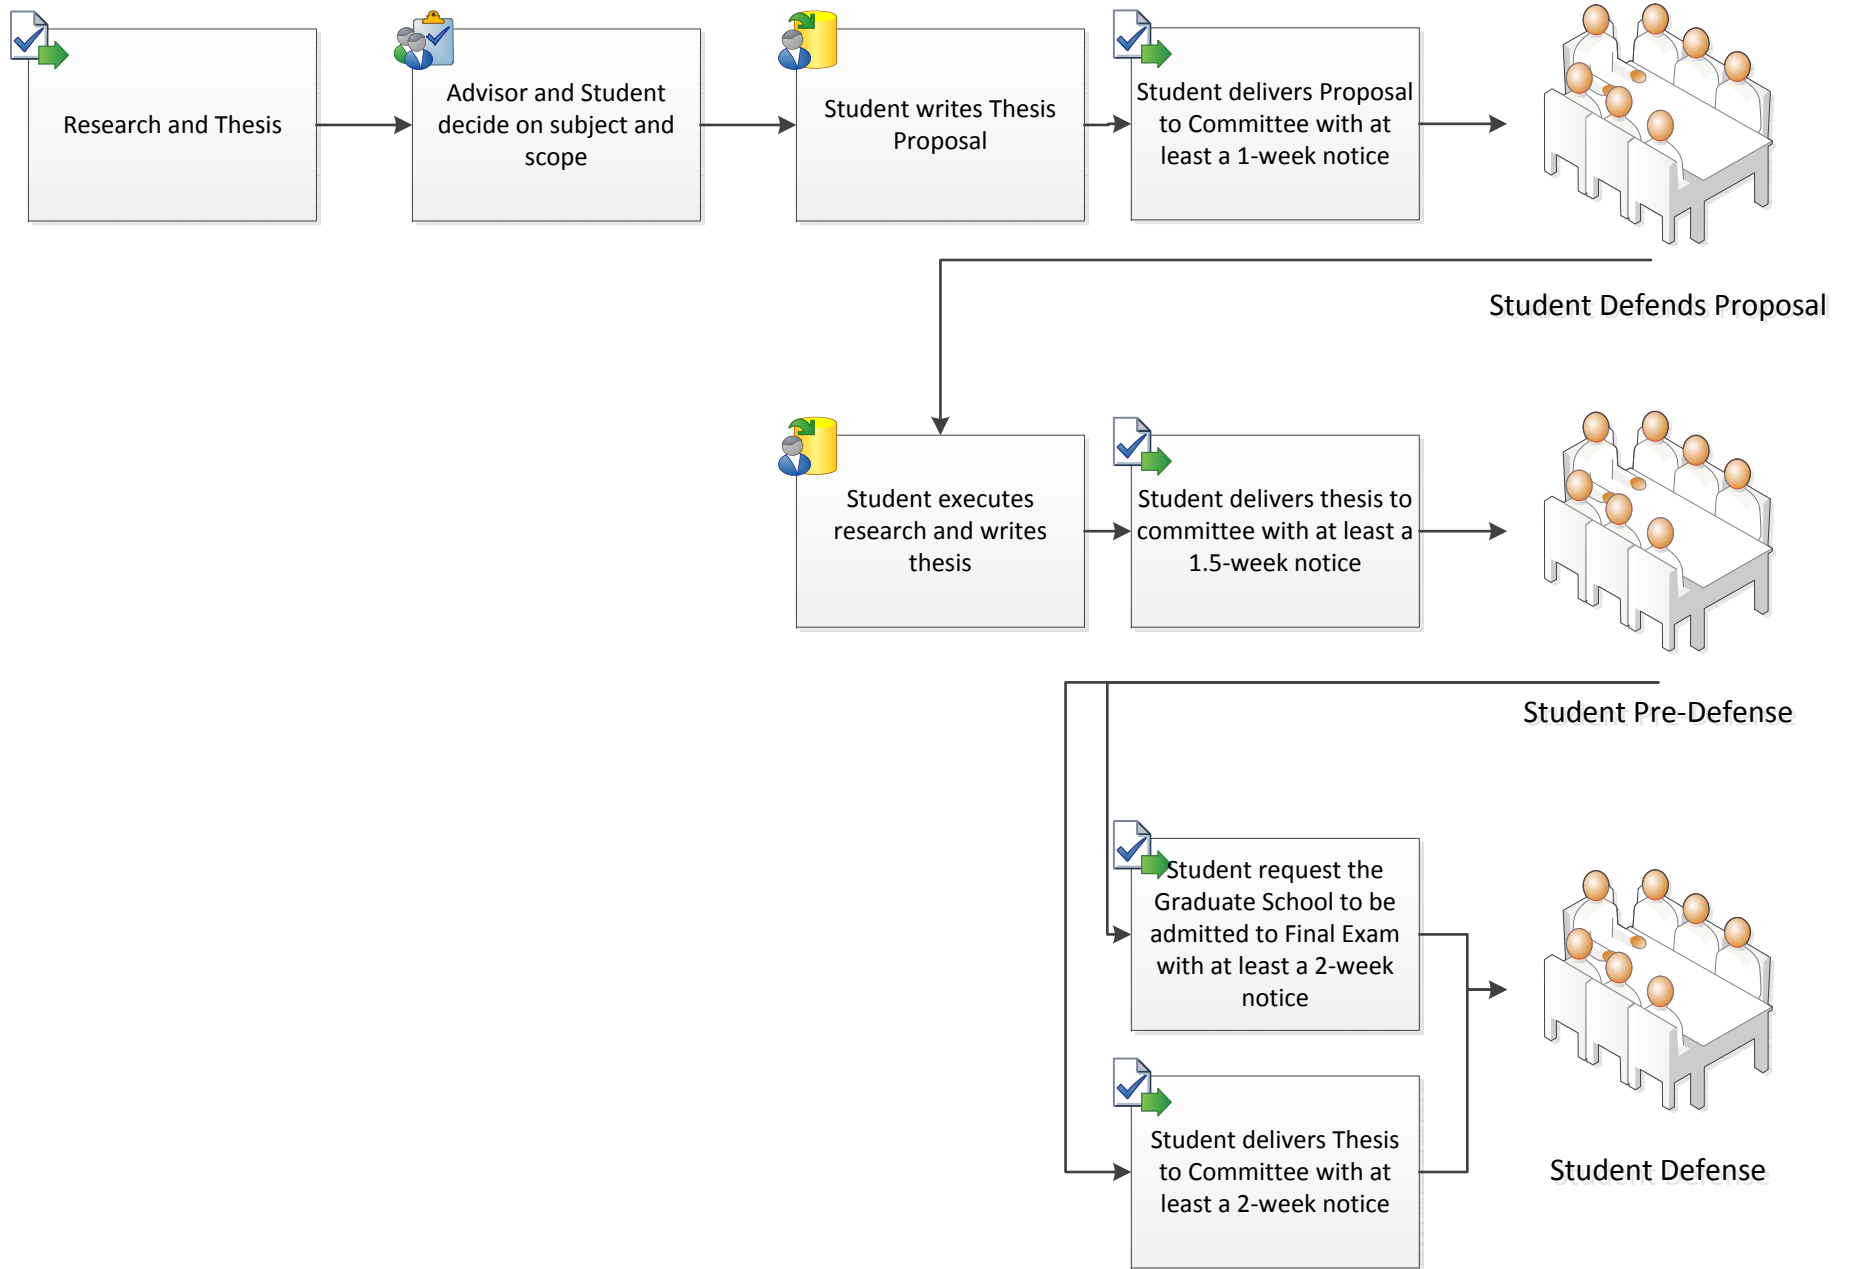 Research and Thesis
Advisor and Student
decide on subject and
scope
Student writes Thesis
Proposal
Student delivers Proposal
to Committee with at
least a 1-week notice
Student Defends Proposal
Student executes
research and writes
thesis
Student delivers thesis to
committee with at least a
1.5-week notice
Student Pre-Defense
Student request the
Graduate School to be
admitted to Final Exam
with at least a 2-week
notice
Student delivers Thesis
to Committee with at
least a 2-week notice
Student Defense